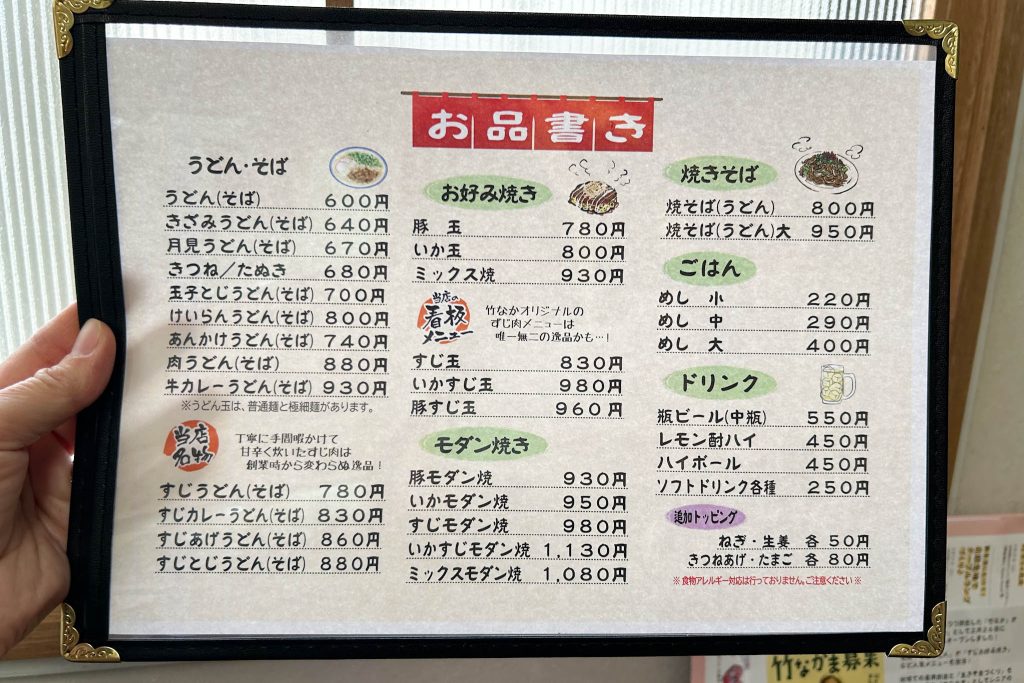 お品書き
うどん・そば
うどん(そば) 600円
きざみうどん(そば) 640円
月見うどん(そば) 670円
きつね／たぬき 680円
玉子とじうどん(そば) 700円
けいらんうどん(そば) 800円
あんかけうどん(そば) 740円
肉うどん(そば) 880円
牛カレーうどん(そば) 930円
※うどん玉は、普通麺と極細麺があります。
当店名物
丁寧に手間暇かけて
甘辛く炊いたすじ肉は
創業時から変わらぬ逸品！
すじうどん(そば) 780円
すじカレーうどん(そば) 830円
すじあげうどん(そば) 860円
すじとじうどん(そば) 880円
お好み焼き
豚 玉 780円
いか玉 800円
ミックス焼 930円
当店の
看板
メニュー
竹なかオリジナルの
すじ肉メニューは
唯一無二の逸品かも…！
すじ玉 830円
いかすじ玉 980円
豚すじ玉 960円
モダン焼き
豚モダン焼 930円
いかモダン焼 950円
すじモダン焼 980円
いかすじモダン焼 1,130円
ミックスモダン焼 1,080円
焼きそば
焼そば(うどん) 800円
焼そば(うどん)大 950円
ごはん
めし 小 220円
めし 中 290円
めし 大 400円
ドリンク
瓶ビール(中瓶) 550円
レモン酎ハイ 450円
ハイボール 450円
ソフトドリンク各種 250円
追加トッピング
ねぎ・生姜 各 50円
きつねあげ・たまご 各 80円
※食物アレルギー対応は行っておりません。ご注意ください※
竹なかま募集